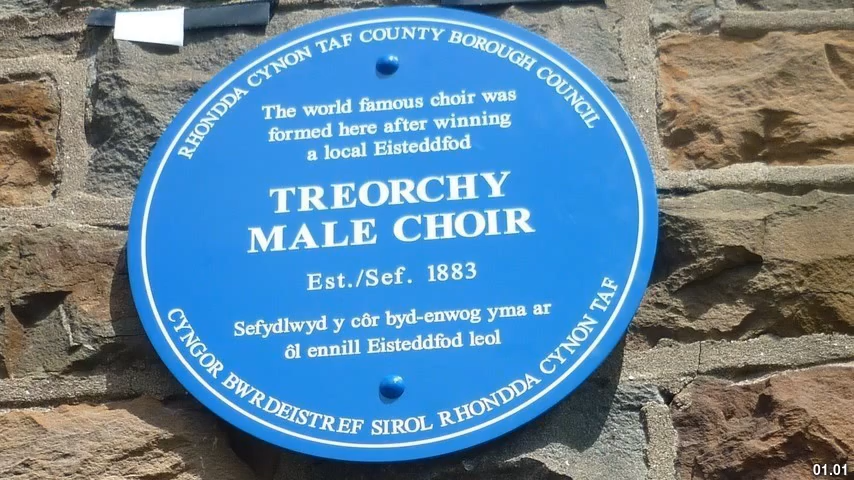 RHONDDA CYNON TAF COUNTY BOROUGH COUNCIL
The world famous choir was
formed here after winning
a local Eisteddfod
TREORCHY
MALE CHOIR
Est./Sef. 1883
Sefydlwyd y côr byd-enwog yma ar
ôl ennill Eisteddfod leol
CYNGOR BWRDEISTREF SIROL RHONDDA CYNON TAF
01.01